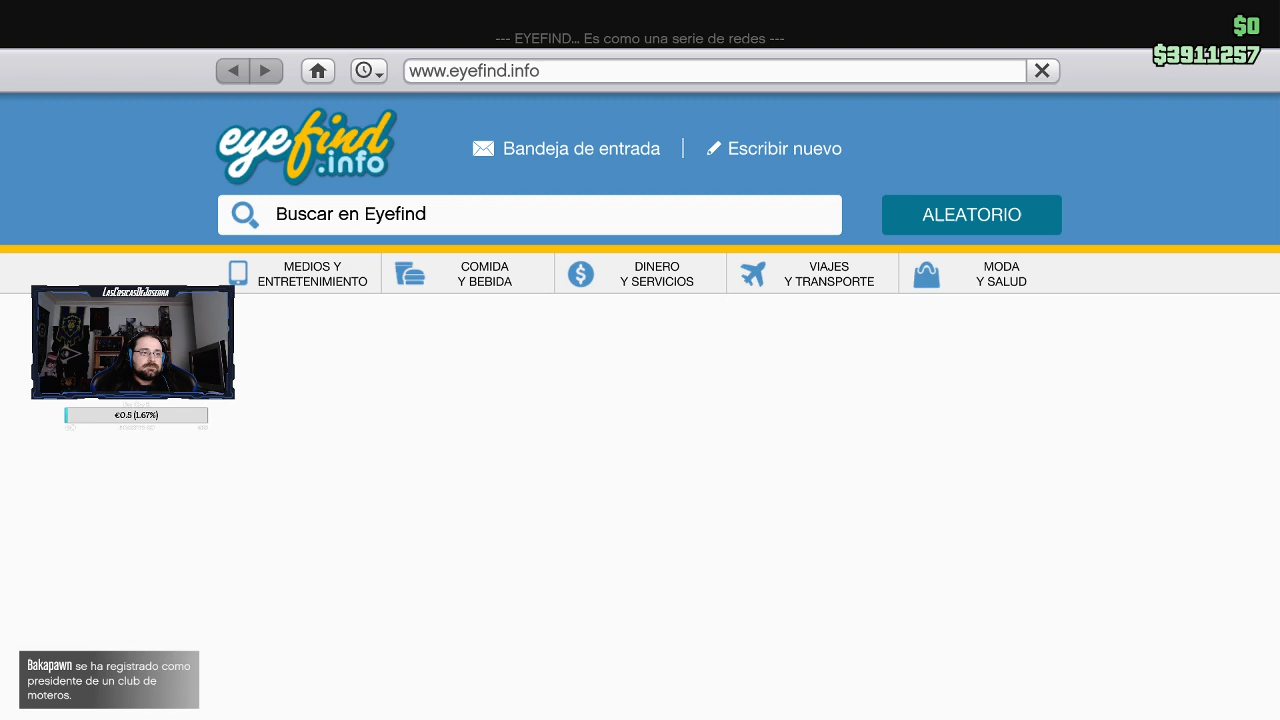 --- EYEFIND... Es como una serie de redes ---
$0
$3911257
www.eyefind.info
eyefind
.info
Bandeja de entrada
Escribir nuevo
Buscar en Eyefind
ALEATORIO
MEDIOS Y
ENTRETENIMIENTO
COMIDA
Y BEBIDA
DINERO
Y SERVICIOS
VIAJES
Y TRANSPORTE
MODA
Y SALUD
LasCosicasDeJusepra
€0.5 (1.67%)
Bakapawn se ha registrado como
presidente de un club de
moteros.